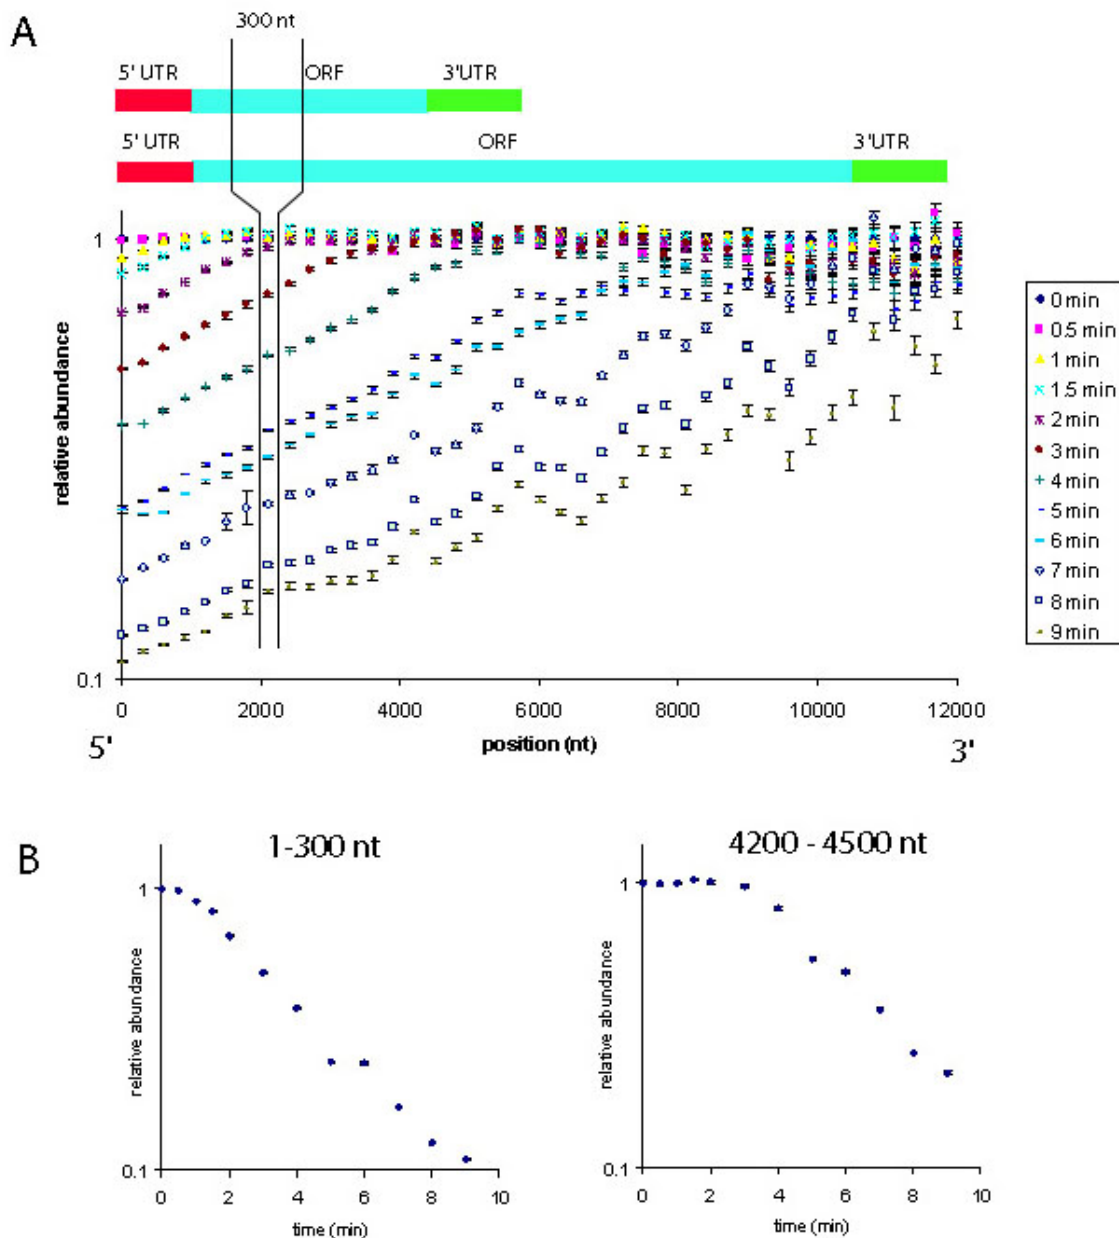 A
300 nt
5' UTR ORF 3'UTR
5' UTR ORF 3'UTR
1
relative abundance
0.1
0 2000 4000 6000 8000 10000 12000
5' position (nt) 3'
0 min
0.5 min
1 min
1.5 min
2 min
3 min
4 min
5 min
6 min
7 min
8 min
9 min
B
1-300 nt
1
relative abundance
0.1
0 2 4 6 8 10
time (min)
4200 - 4500 nt
1
relative abundance
0.1
0 2 4 6 8 10
time (min)